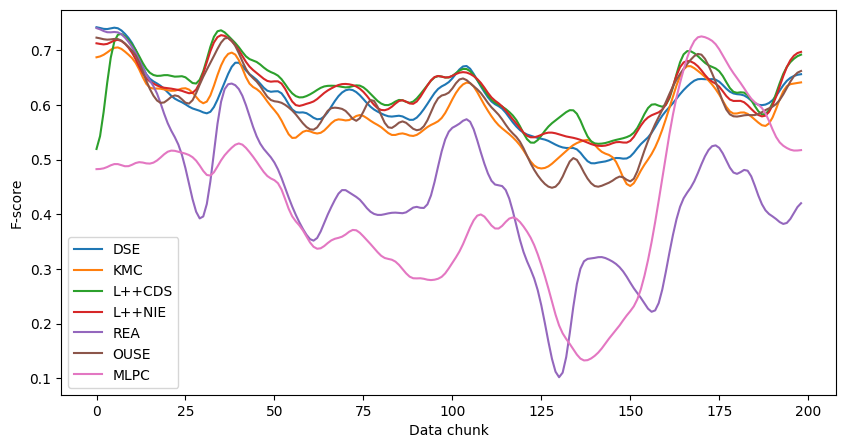 0.7
0.6
0.5
0.4
0.3
0.2
0.1
F-score
DSE
KMC
L++CDS
L++NIE
REA
OUSE
MLPC
0 25 50 75 100 125 150 175 200
Data chunk